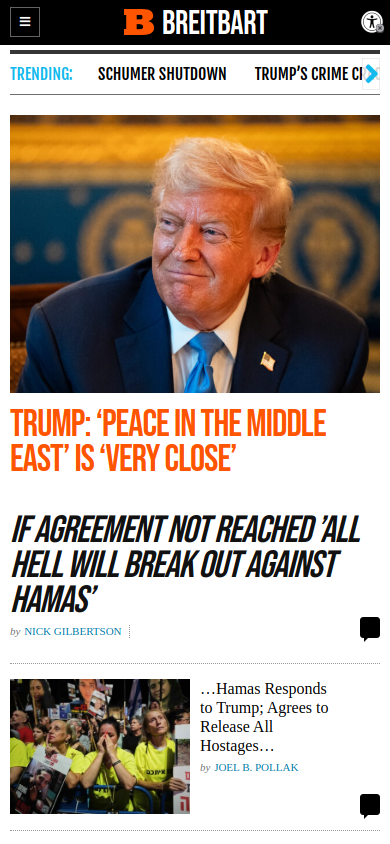 BREITBART
TRENDING:
SCHUMER SHUTDOWN
TRUMP'S CRIME
TRUMP: ‘PEACE IN THE MIDDLE
EAST’ IS ‘VERY CLOSE’
IF AGREEMENT NOT REACHED ’ALL
HELL WILL BREAK OUT AGAINST
HAMAS’
by NICK GILBERTSON
…Hamas Responds
to Trump; Agrees to
Release All
Hostages…
by JOEL B. POLLAK